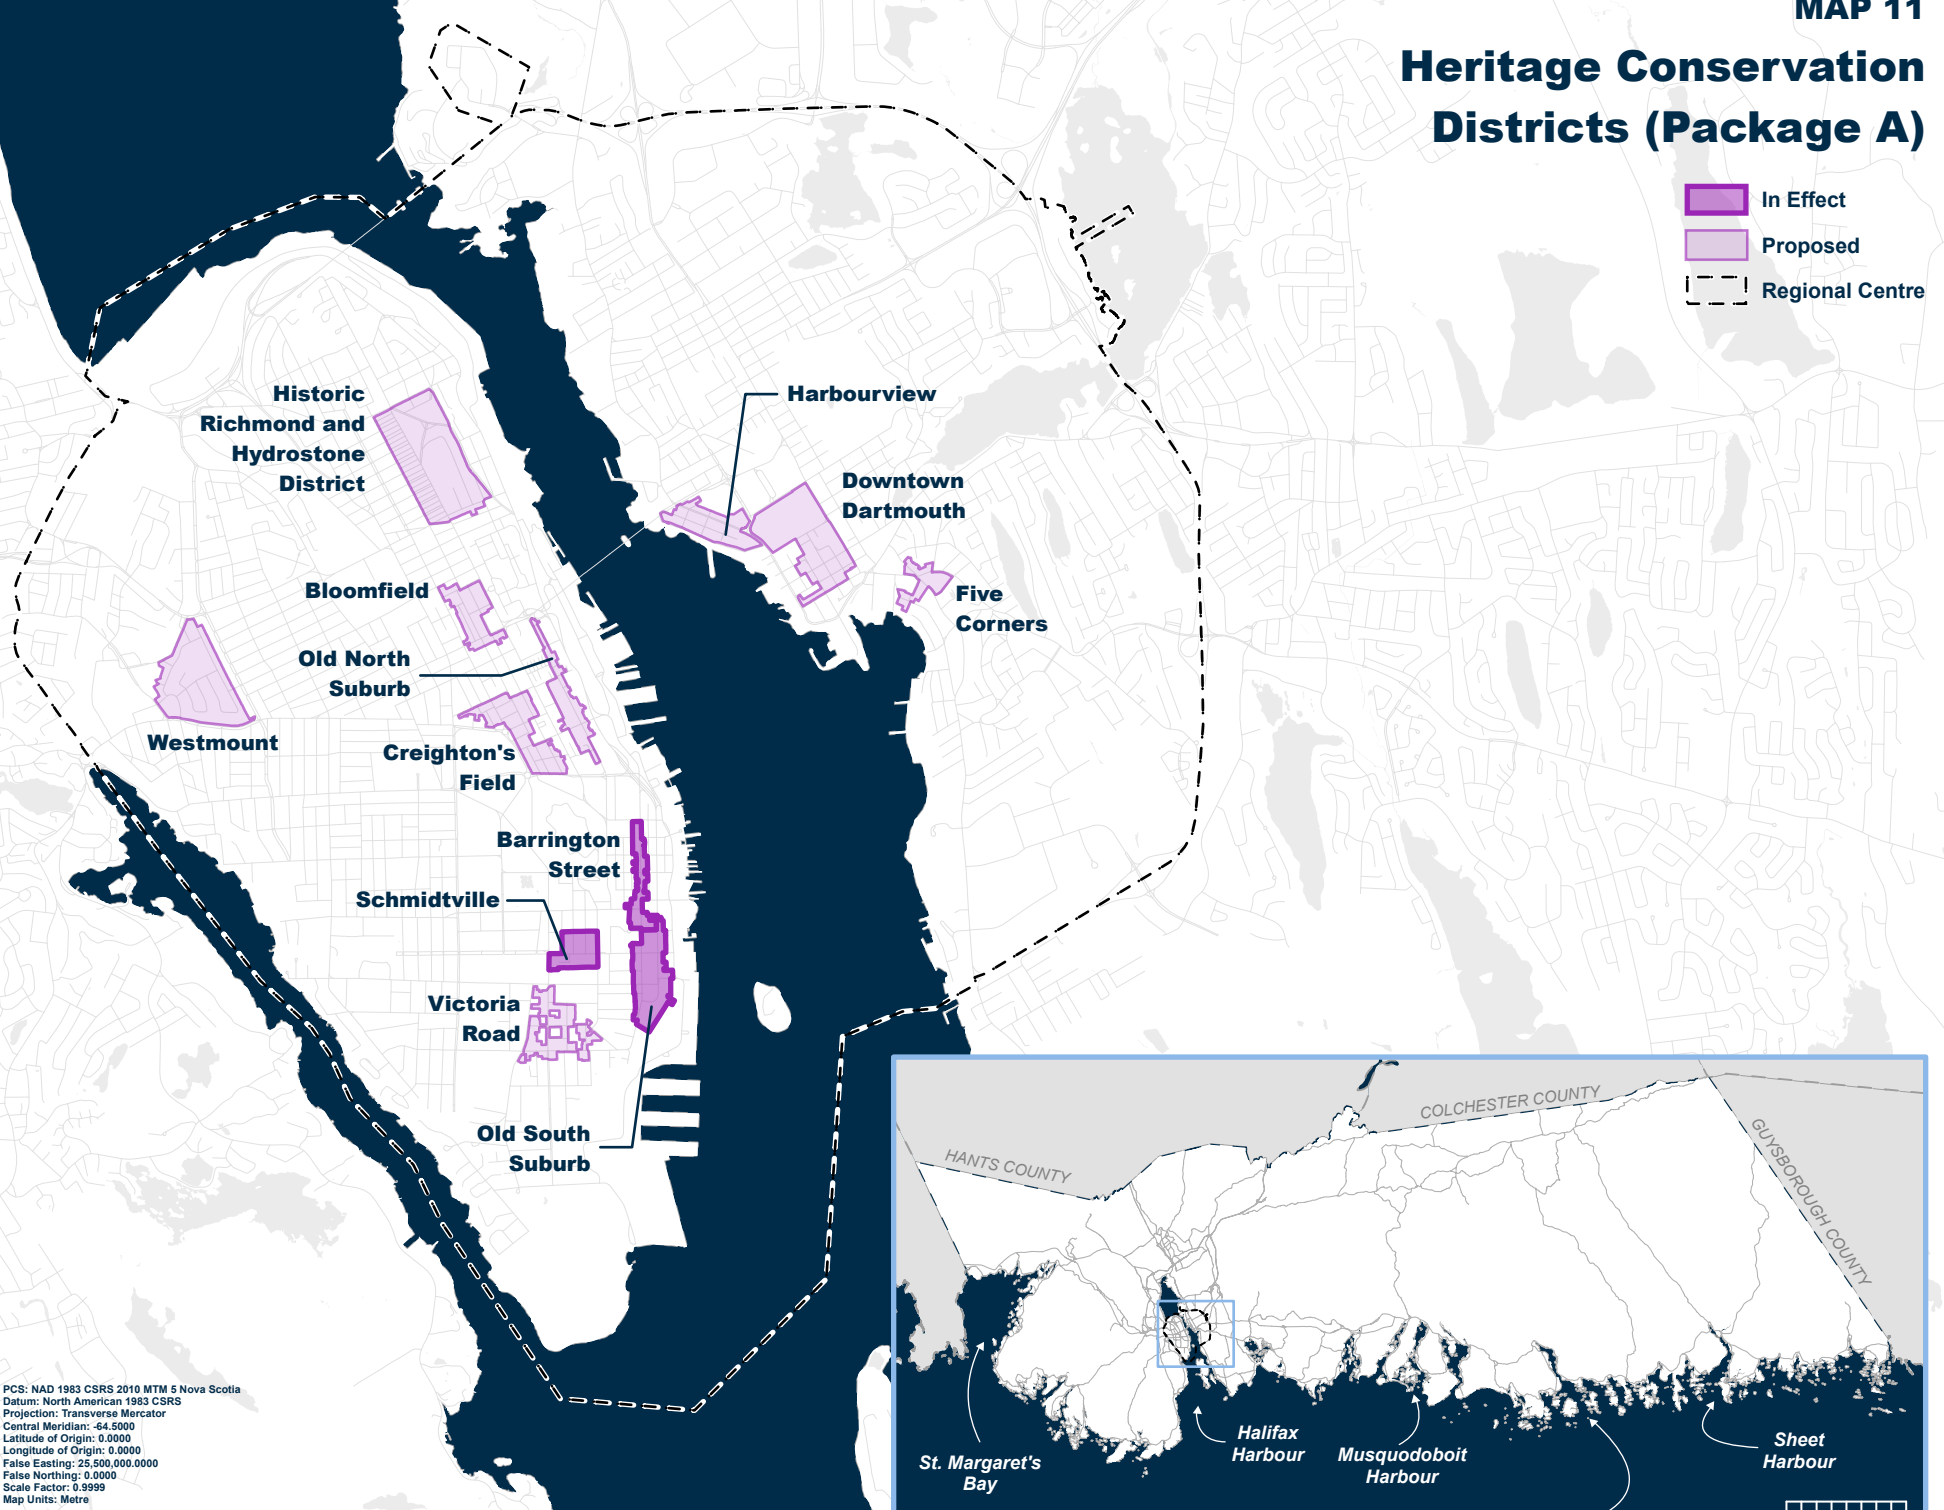 MAP 11
Heritage Conservation
Districts (Package A)
In Effect
Proposed
Regional Centre
Historic
Richmond and
Hydrostone
District
Harbourview
Downtown
Dartmouth
Bloomfield
Five
Corners
Old North
Suburb
Westmount
Creighton's
Field
Barrington
Street
Schmidtville
Victoria
Road
Old South
Suburb
COLCHESTER COUNTY
HANTS COUNTY
GUYSBOROUGH COUNTY
St. Margaret's
Bay
Halifax
Harbour
Musquodoboit
Harbour
Sheet
Harbour
PCS: NAD 1983 CSRS 2010 MTM 5 Nova Scotia
Datum: North American 1983 CSRS
Projection: Transverse Mercator
Central Meridian: -64.5000
Latitude of Origin: 0.0000
Longitude of Origin: 0.0000
False Easting: 25,500,000.0000
False Northing: 0.0000
Scale Factor: 0.9999
Map Units: Metre